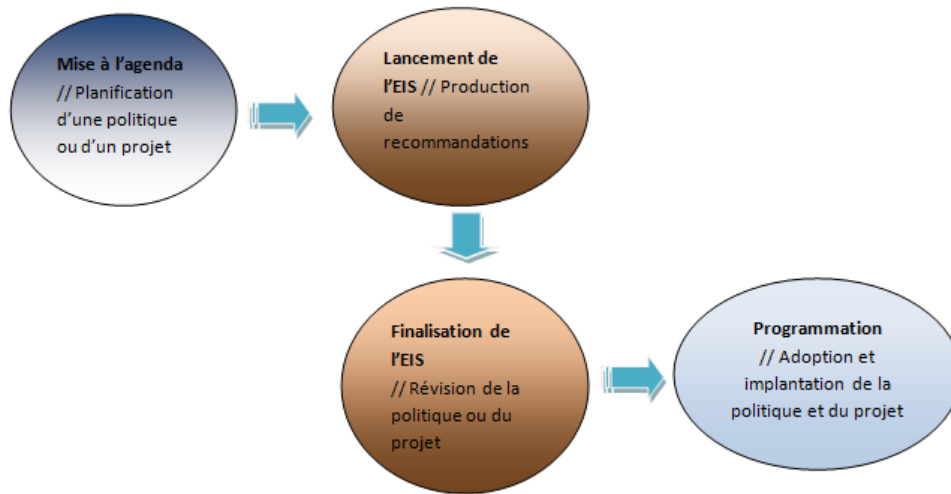 Mise à l’agenda
// Planification
d’une politique
ou d’un projet
Lancement de
l’EIS // Production
de
recommandations
Finalisation de
l’EIS
// Révision de la
politique ou du
projet
Programmation
// Adoption et
implantation de la
politique et du projet